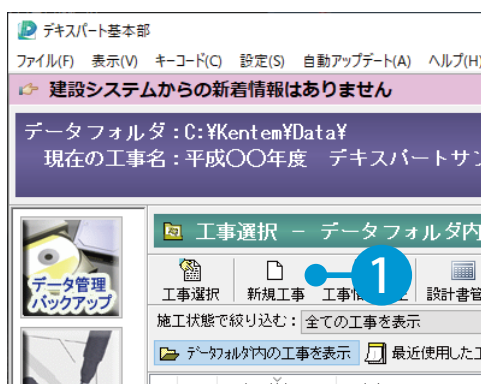 デキスパート基本部
ファイル(F) 表示(V) キーコード(C) 設定(S) 自動アップデート(A) ヘルプ(H)
建設システムからの新着情報はありません
データフォルダ:C:¥Kentem¥Data¥
現在の工事名:平成〇〇年度 デキスパートサン
工事選択 － データフォルダ内
工事選択 新規工事 工事情 1 設計書管
施工状態で絞り込む: 全ての工事を表示
データフォルダ内の工事を表示 最近使用した工
データ管理
バックアップ